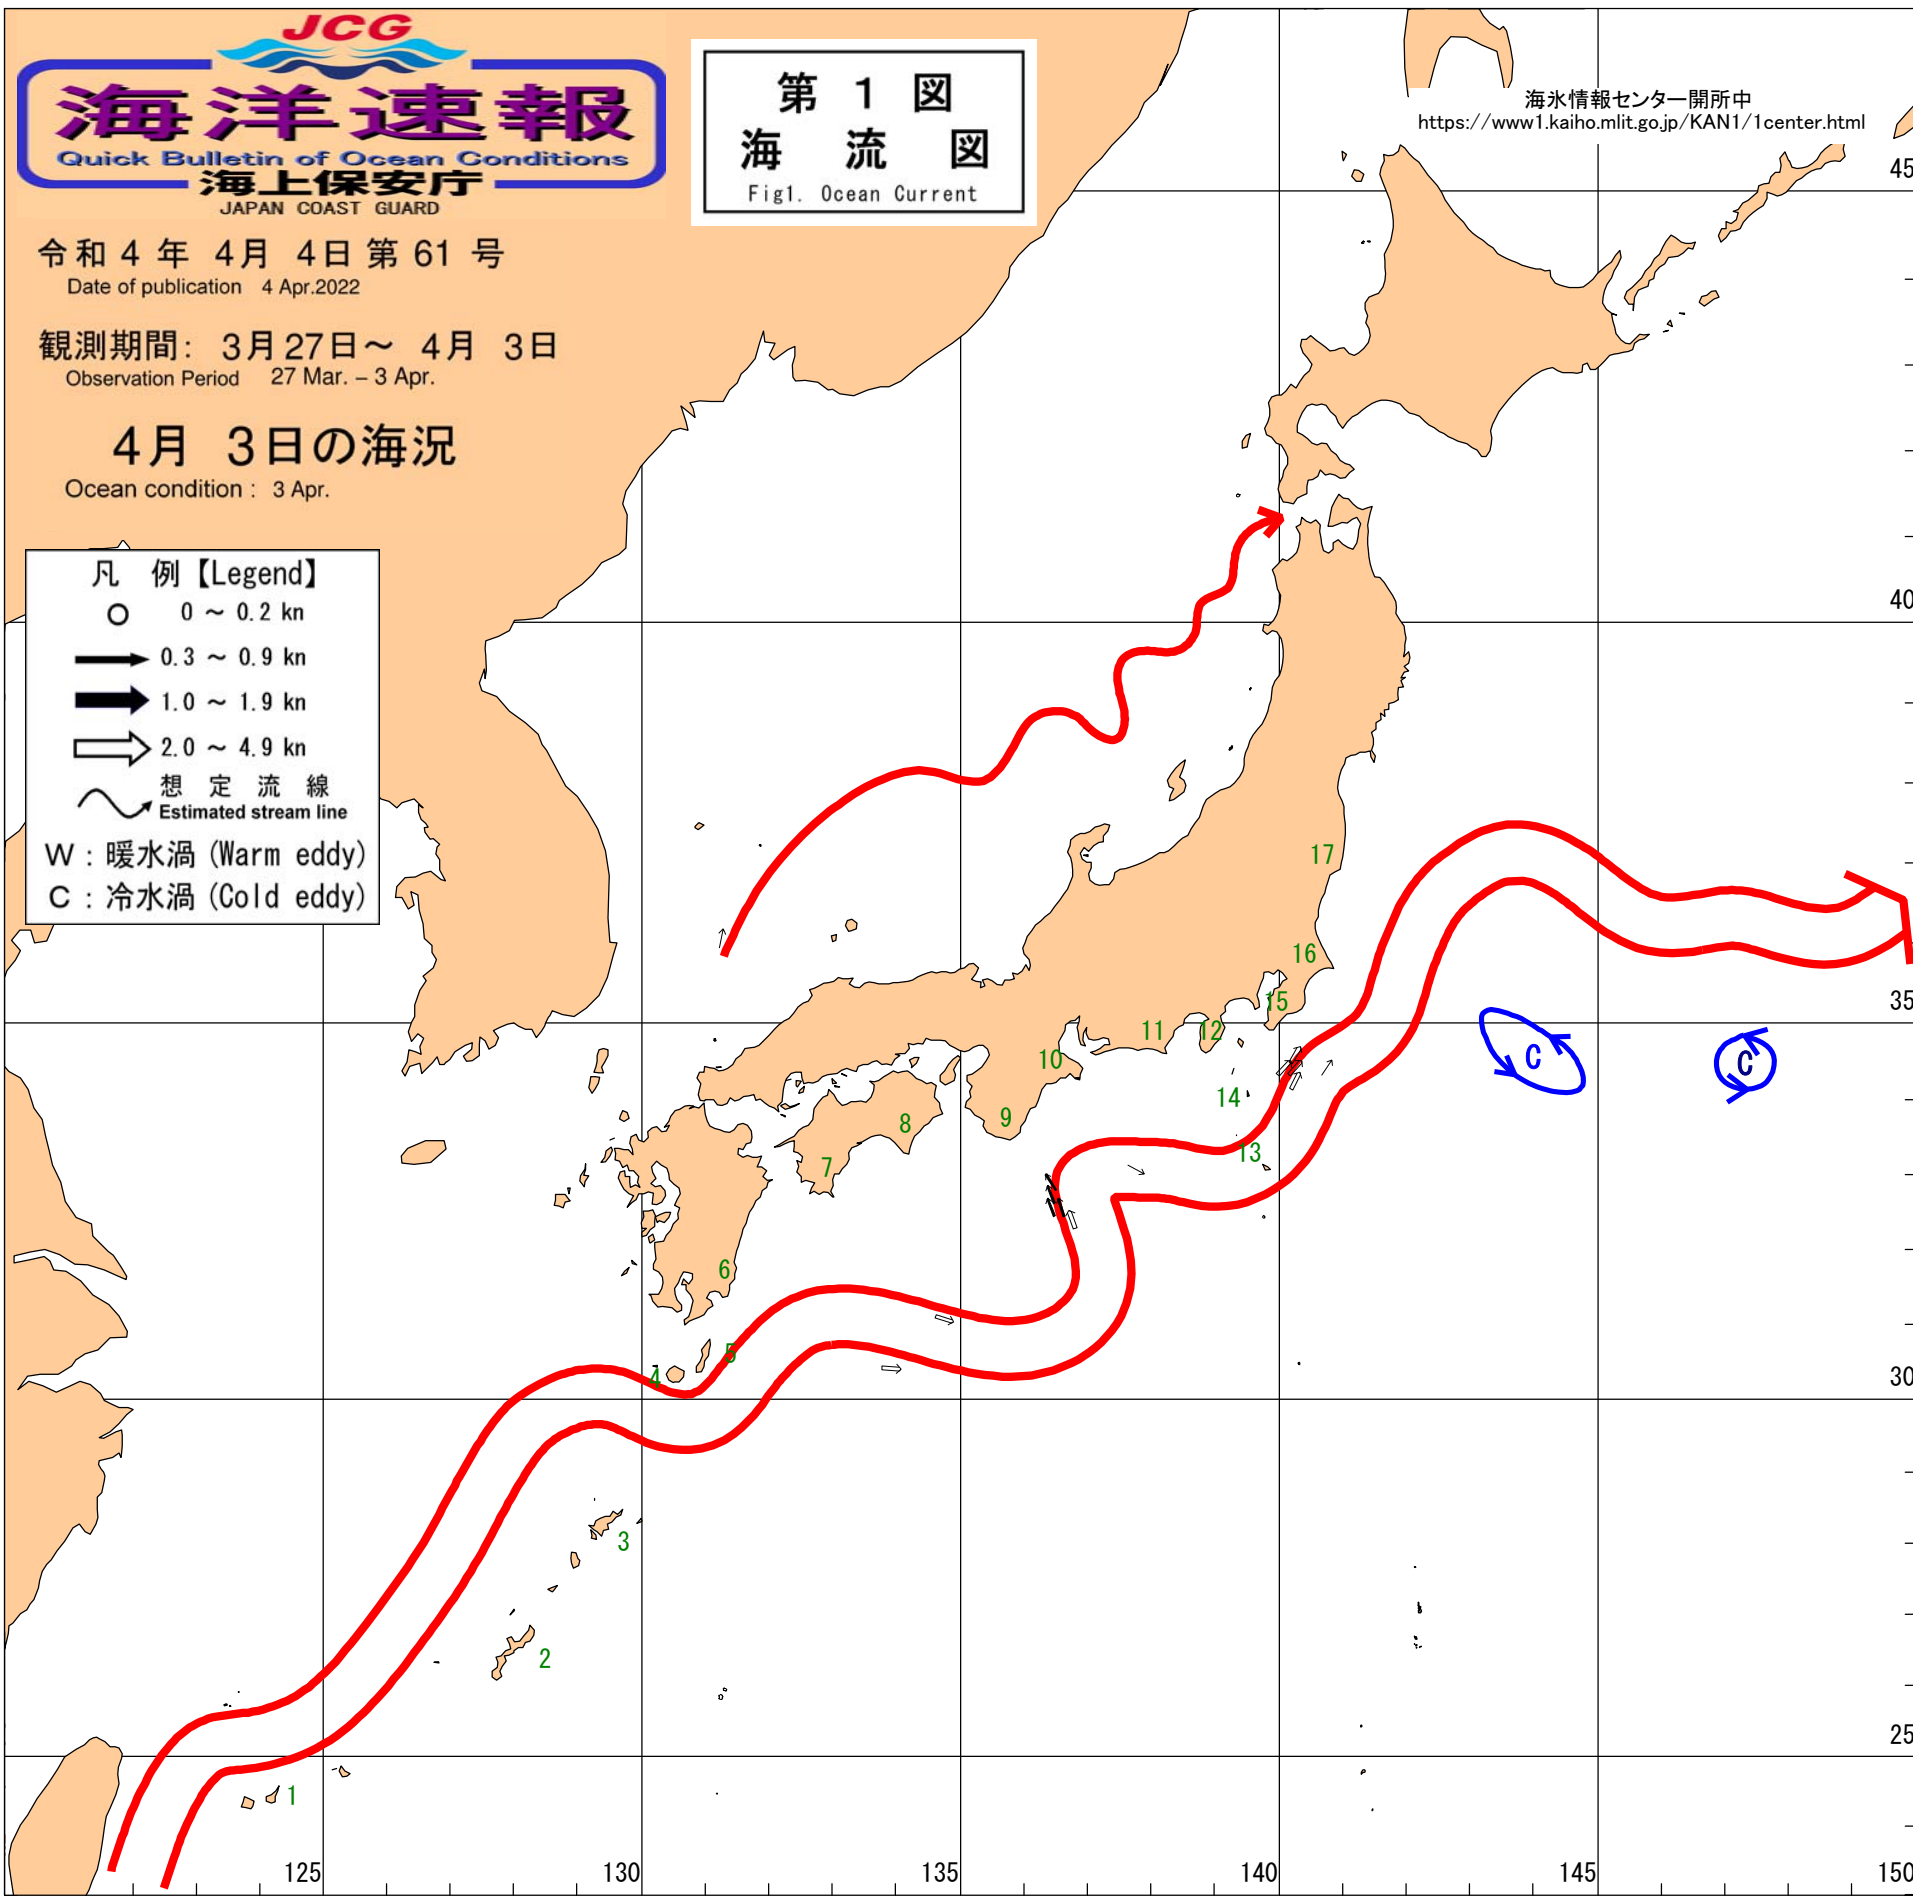 JCG
海洋速報
Quick Bulletin of Ocean Conditions
海上保安庁
JAPAN COAST GUARD
令和 4 年 4月 4日 第 61 号
Date of publication 4 Apr.2022
観測期間: 3月27日～ 4月 3日
Observation Period 27 Mar. – 3 Apr.
4月 3日の海況
Ocean condition : 3 Apr.
第 1 図
海 流 図
Fig1. Ocean Current
海氷情報センター開所中
https://www1.kaiho.mlit.go.jp/KAN1/1center.html
凡 例【Legend】
0 ～ 0.2 kn
0.3 ～ 0.9 kn
1.0 ～ 1.9 kn
2.0 ～ 4.9 kn
想 定 流 線
Estimated stream line
W : 暖水渦 (Warm eddy)
C : 冷水渦 (Cold eddy)
45
40
35
30
25
17
16
15
12
11
10
14
13
9
8
7
6
5
4
3
2
1
C
C
125
130
135
140
145
150